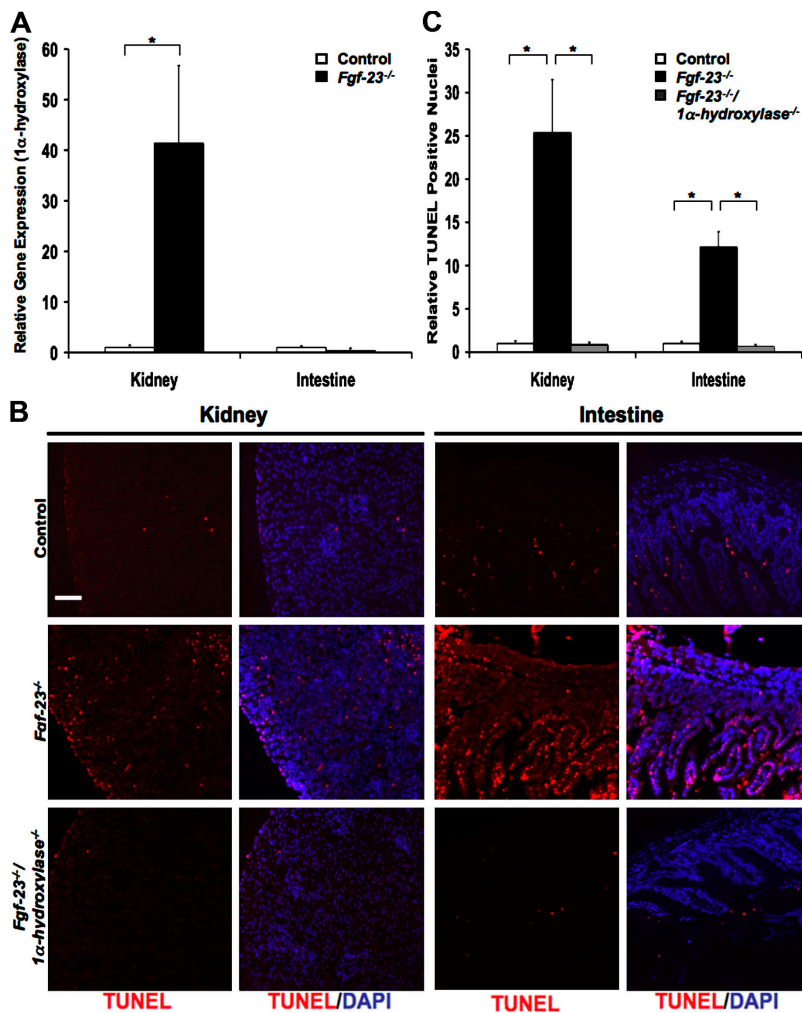 A
Relative Gene Expression (1α-hydroxylase)
60
50
40
30
20
10
0
*
Control
Fgf-23-/-
Kidney
Intestine
C
Relative TUNEL Positive Nuclei
35
30
25
20
15
10
5
0
* *
* *
Control
Fgf-23-/-
Fgf-23-/-/
1α-hydroxylase-/-
Kidney
Intestine
B
Kidney
Intestine
Control
Fgf-23-/-
Fgf-23-/-/
1α-hydroxylase-/-
TUNEL
TUNEL/DAPI
TUNEL
TUNEL/DAPI